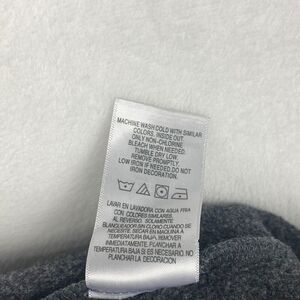 MACHINE WASH COLD WITH SIMILAR
COLORS. INSIDE OUT.
ONLY NON-CHLORINE
BLEACH WHEN NEEDED.
TUMBLE DRY LOW.
REMOVE PROMPTLY.
LOW IRON IF NEEDED. DO NOT
IRON DECORATION.
LAVAR EN LAVADORA CON AGUA FRIA
CON COLORES SIMILARES
AL REVERSO. SOLAMENTE
BLANQUEADOR SIN CLORO CUANDO SE
NECESITE. SECAR EN MAQUINA A
TEMPERATURA BAJA. REMOVER
INMEDIATAMENTE. PLANCHAR A
TEMPERATURA BAJA SI ES NECESARIO.
NO PLANCHAR LA DECORACION